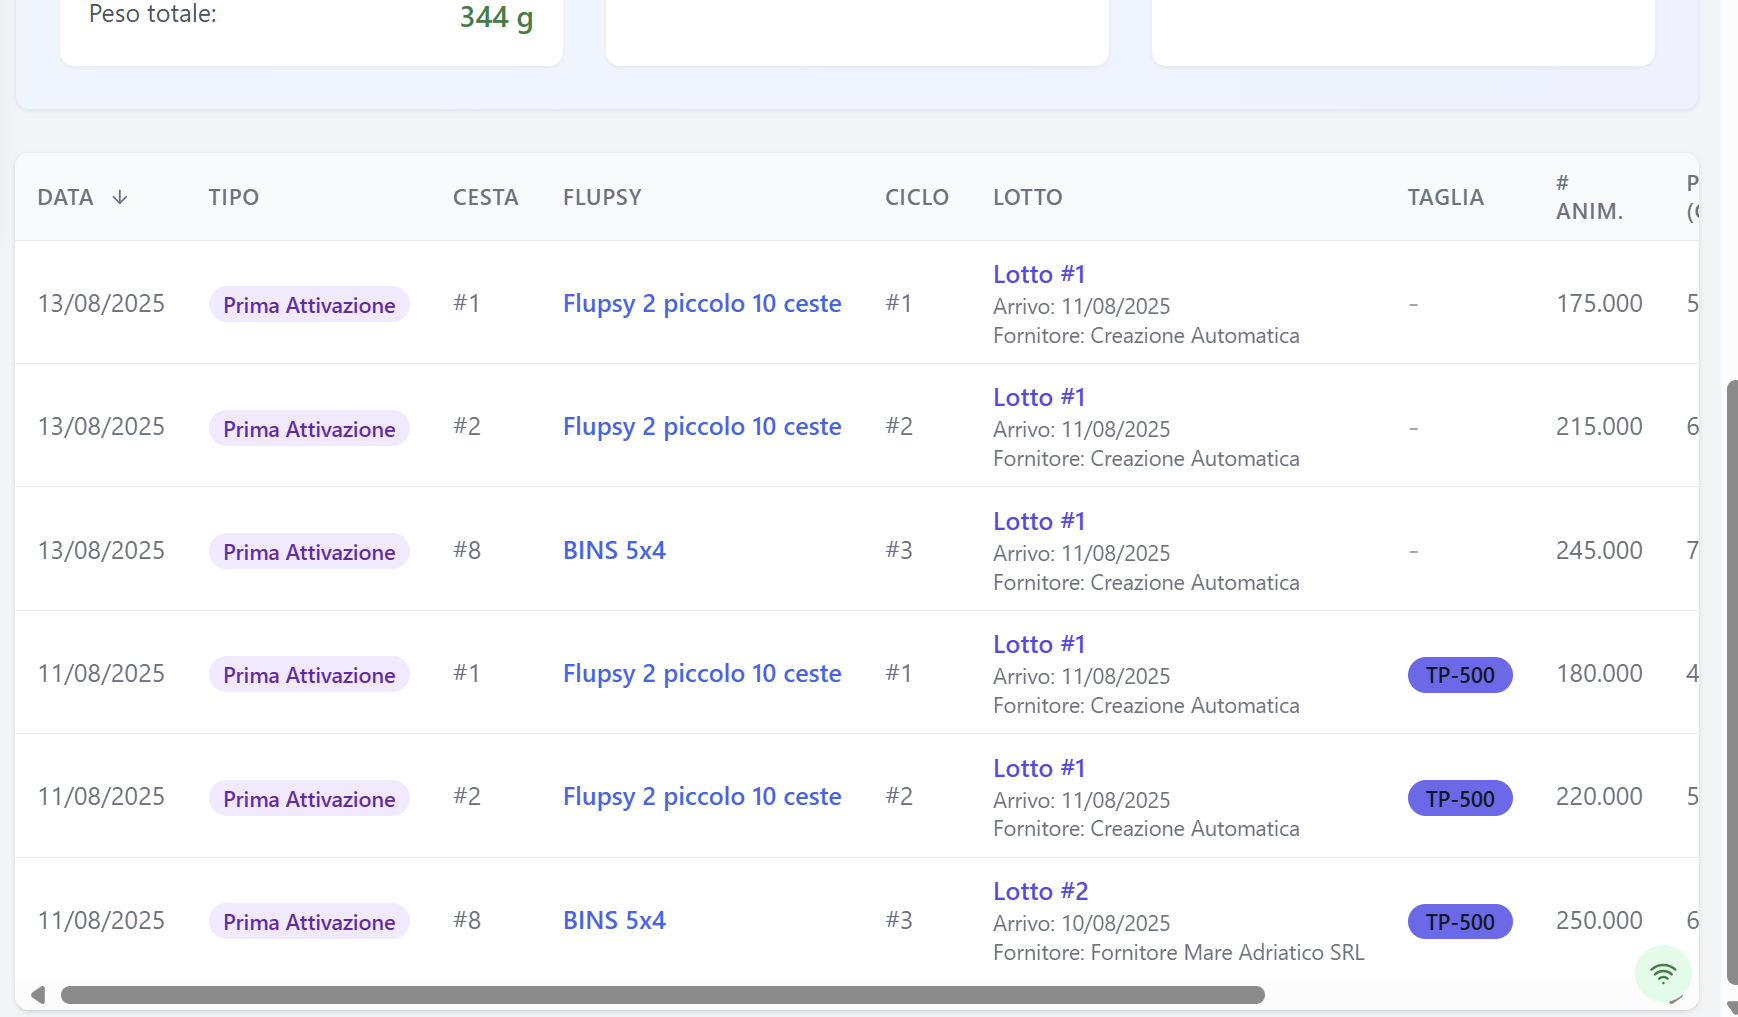 Peso totale: 344 g
DATA ↓ TIPO CESTA FLUPSY CICLO LOTTO TAGLIA # ANIM.
13/08/2025 Prima Attivazione #1 Flupsy 2 piccolo 10 ceste #1 Lotto #1
Arrivo: 11/08/2025
Fornitore: Creazione Automatica
- 175.000 5
13/08/2025 Prima Attivazione #2 Flupsy 2 piccolo 10 ceste #2 Lotto #1
Arrivo: 11/08/2025
Fornitore: Creazione Automatica
- 215.000 6
13/08/2025 Prima Attivazione #8 BINS 5x4 #3 Lotto #1
Arrivo: 11/08/2025
Fornitore: Creazione Automatica
- 245.000 7
11/08/2025 Prima Attivazione #1 Flupsy 2 piccolo 10 ceste #1 Lotto #1
Arrivo: 11/08/2025
Fornitore: Creazione Automatica
TP-500 180.000 4
11/08/2025 Prima Attivazione #2 Flupsy 2 piccolo 10 ceste #2 Lotto #1
Arrivo: 11/08/2025
Fornitore: Creazione Automatica
TP-500 220.000 5
11/08/2025 Prima Attivazione #8 BINS 5x4 #3 Lotto #2
Arrivo: 10/08/2025
Fornitore: Fornitore Mare Adriatico SRL
TP-500 250.000 6